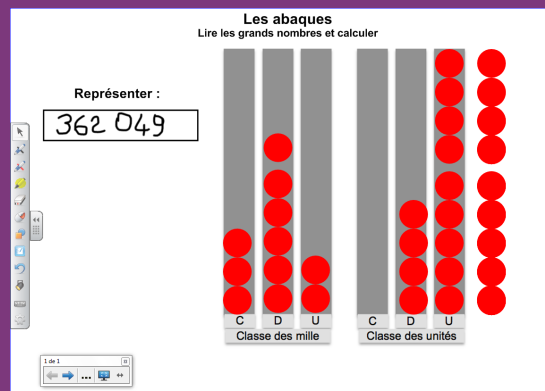 Les abaques
Lire les grands nombres et calculer
Représenter :
362 049
C D U
Classe des mille
C D U
Classe des unités
1 de 1
...